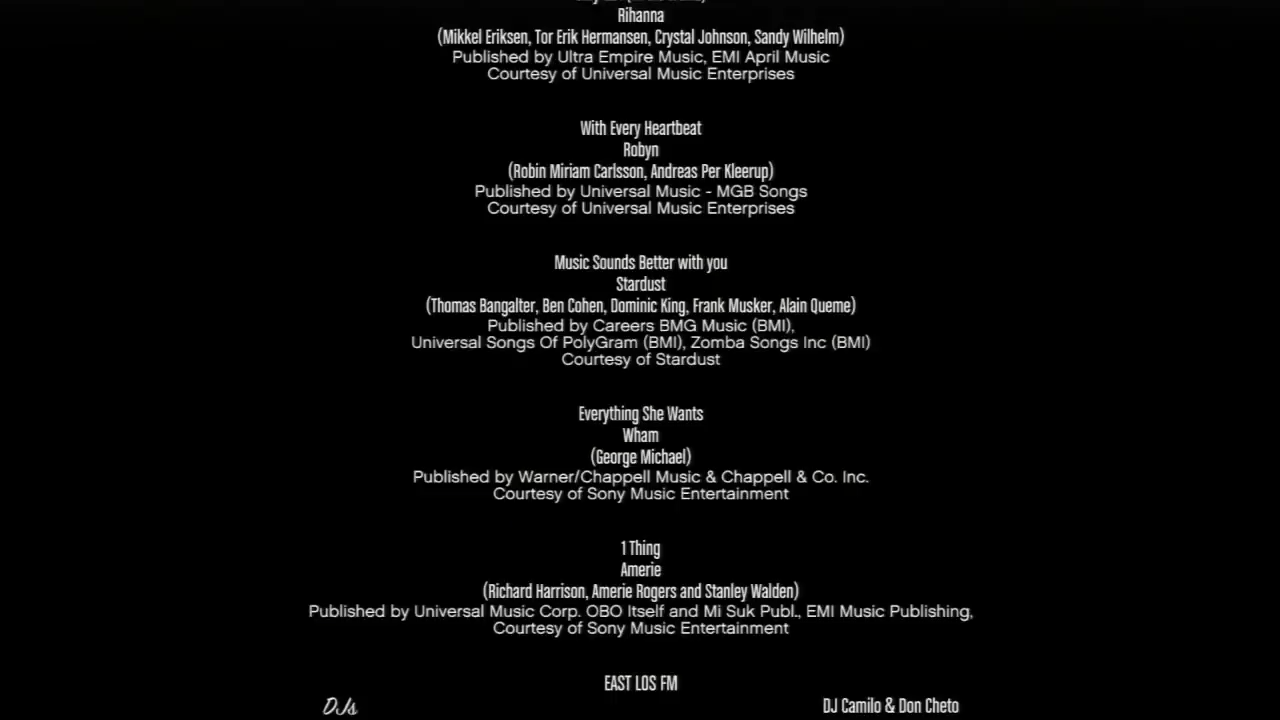 Rihanna
(Mikkel Eriksen, Tor Erik Hermansen, Crystal Johnson, Sandy Wilhelm)
Published by Ultra Empire Music, EMI April Music
Courtesy of Universal Music Enterprises
With Every Heartbeat
Robyn
(Robin Miriam Carlsson, Andreas Per Kleerup)
Published by Universal Music - MGB Songs
Courtesy of Universal Music Enterprises
Music Sounds Better with you
Stardust
(Thomas Bangalter, Ben Cohen, Dominic King, Frank Musker, Alain Queme)
Published by Careers BMG Music (BMI),
Universal Songs Of PolyGram (BMI), Zomba Songs Inc (BMI)
Courtesy of Stardust
Everything She Wants
Wham
(George Michael)
Published by Warner/Chappell Music & Chappell & Co. Inc.
Courtesy of Sony Music Entertainment
1 Thing
Amerie
(Richard Harrison, Amerie Rogers and Stanley Walden)
Published by Universal Music Corp. OBO Itself and Mi Suk Publ., EMI Music Publishing,
Courtesy of Sony Music Entertainment
EAST LOS FM
DJs DJ Camilo & Don Cheto